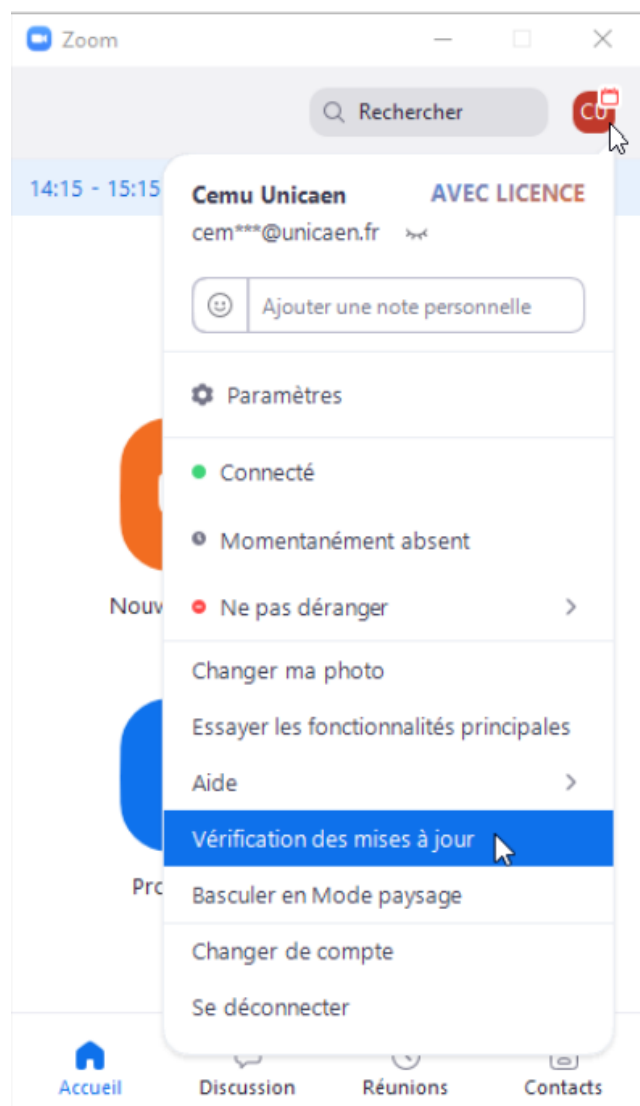 Zoom
Rechercher
CU
14:15 - 15:15
Cemu Unicaen
AVEC LICENCE
cem***@unicaen.fr
Ajouter une note personnelle
Paramètres
Connecté
Momentanément absent
Nouv
Ne pas déranger
Changer ma photo
Essayer les fonctionnalités principales
Aide
Vérification des mises à jour
Pro
Basculer en Mode paysage
Changer de compte
Se déconnecter
Accueil
Discussion
Réunions
Contacts